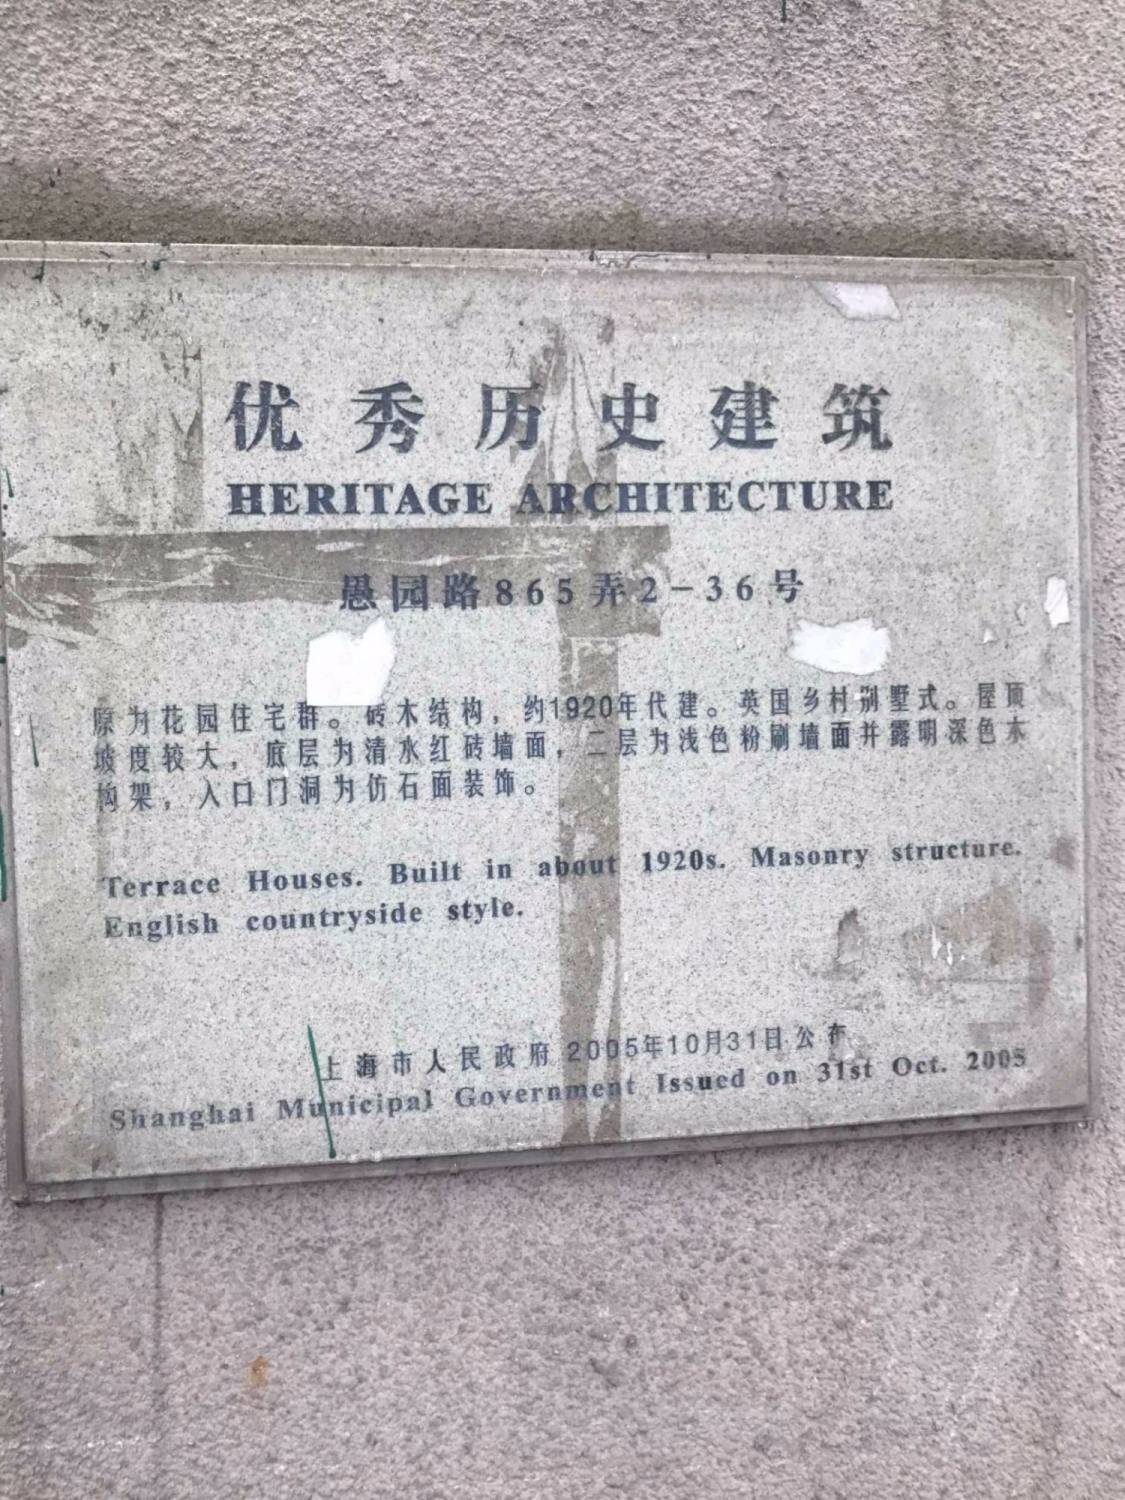 优秀历史建筑
HERITAGE ARCHITECTURE
愚园路865弄2-36号
原为花园住宅群。砖木结构，约1920年代建。英国乡村别墅式。屋顶
坡度较大，底层为清水红砖墙面，二层为浅色粉刷墙面并露明深色木
构架，入口门洞为仿石面装饰。
Terrace Houses. Built in about 1920s. Masonry structure.
English countryside style.
上海市人民政府 2005年10月31日公布
Shanghai Municipal Government Issued on 31st Oct. 2005